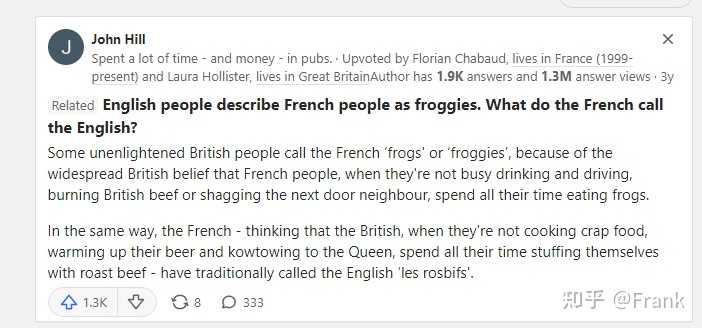 J
John Hill
Spent a lot of time - and money - in pubs. · Upvoted by Florian Chabaud, lives in France (1999-
present) and Laura Hollister, lives in Great BritainAuthor has 1.9K answers and 1.3M answer views · 3y
Related English people describe French people as froggies. What do the French call
the English?
Some unenlightened British people call the French 'frogs' or 'froggies', because of the
widespread British belief that French people, when they're not busy drinking and driving,
burning British beef or shagging the next door neighbour, spend all their time eating frogs.
In the same way, the French - thinking that the British, when they're not cooking crap food,
warming up their beer and kowtowing to the Queen, spend all their time stuffing themselves
with roast beef - have traditionally called the English 'les rosbifs'.
1.3K 8 333
知乎 @Frank